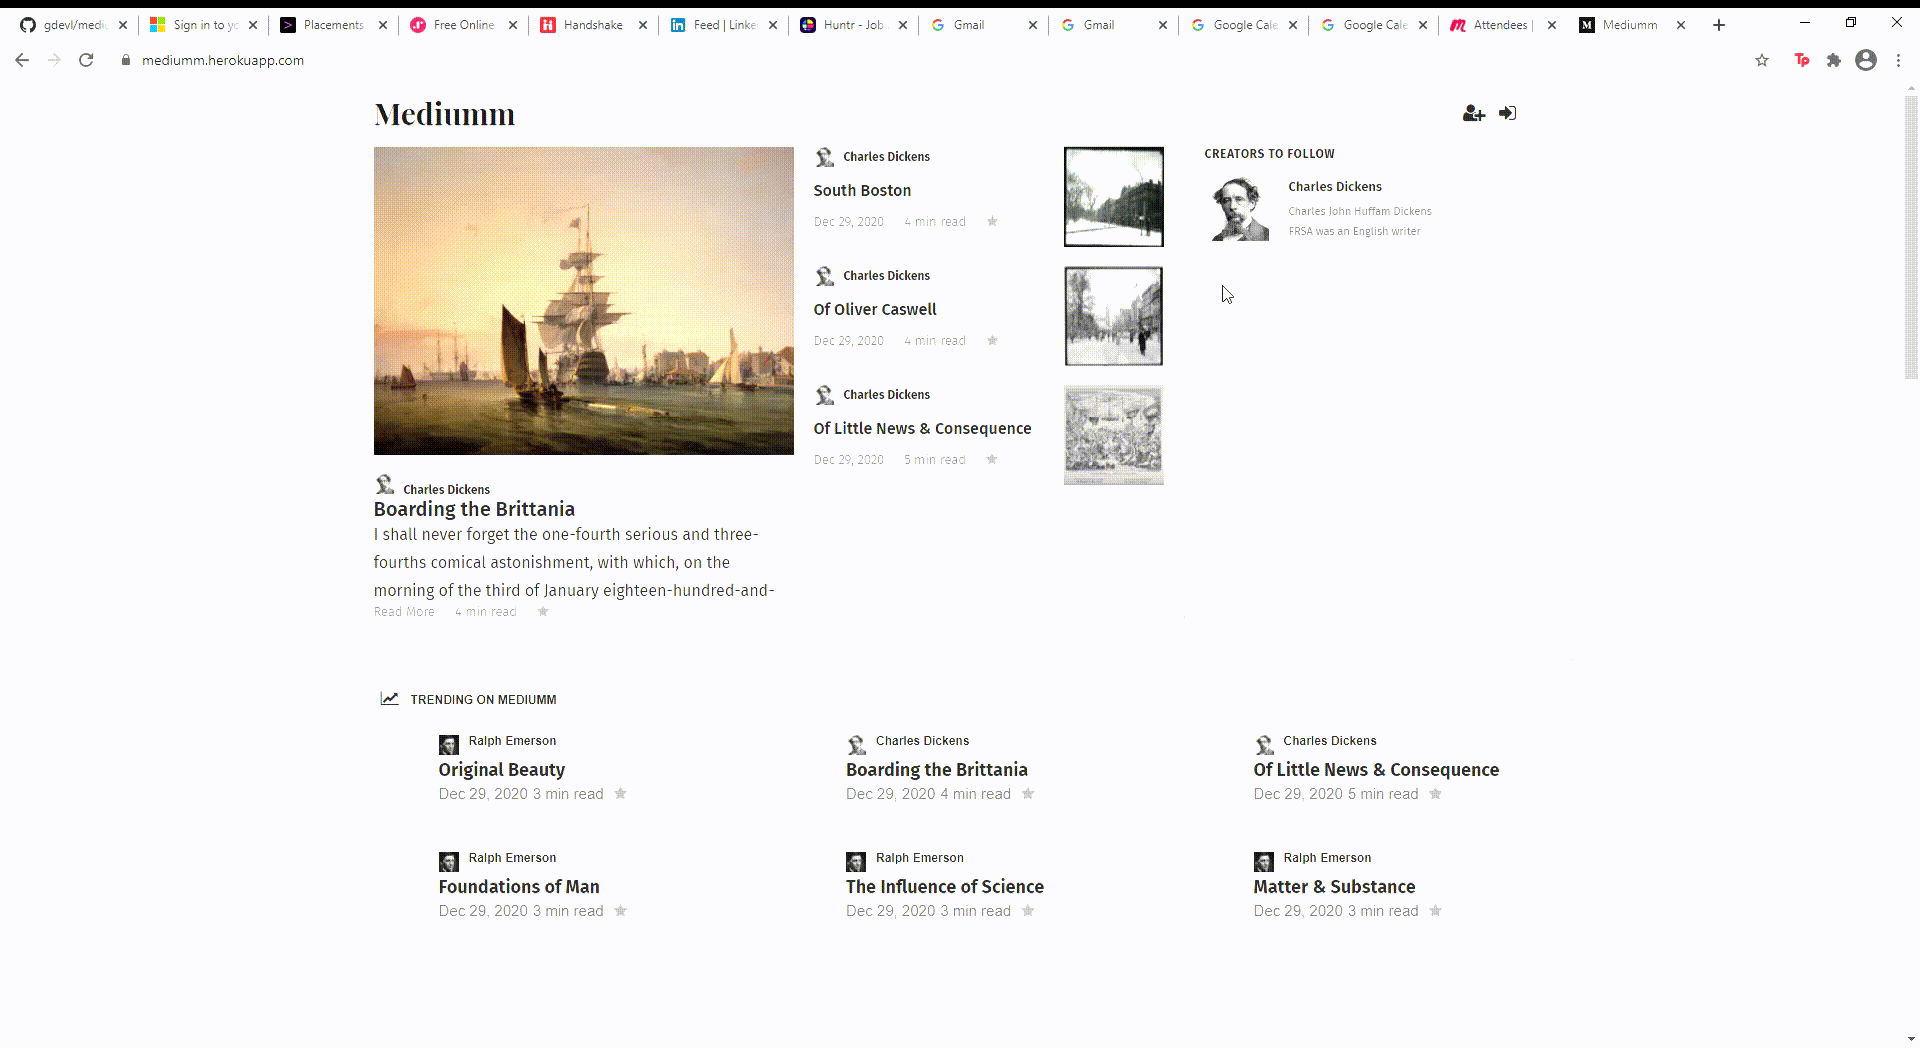 gdevl/medi
Sign in to yo
Placements
Free Online
Handshake
Feed | Linke
Huntr - Job
Gmail
Gmail
Google Cale
Google Cale
Attendees |
Mediumm
mediumm.herokuapp.com
Mediumm
Charles Dickens
Boarding the Brittania
I shall never forget the one-fourth serious and three-
fourths comical astonishment, with which, on the
morning of the third of January eighteen-hundred-and-
Read More 4 min read
Charles Dickens
South Boston
Dec 29, 2020 4 min read
Charles Dickens
Of Oliver Caswell
Dec 29, 2020 4 min read
Charles Dickens
Of Little News & Consequence
Dec 29, 2020 5 min read
CREATORS TO FOLLOW
Charles Dickens
Charles John Huffam Dickens
FRSA was an English writer
TRENDING ON MEDIUMM
Ralph Emerson
Original Beauty
Dec 29, 2020 3 min read
Charles Dickens
Boarding the Brittania
Dec 29, 2020 4 min read
Charles Dickens
Of Little News & Consequence
Dec 29, 2020 5 min read
Ralph Emerson
Foundations of Man
Dec 29, 2020 3 min read
Ralph Emerson
The Influence of Science
Dec 29, 2020 3 min read
Ralph Emerson
Matter & Substance
Dec 29, 2020 3 min read